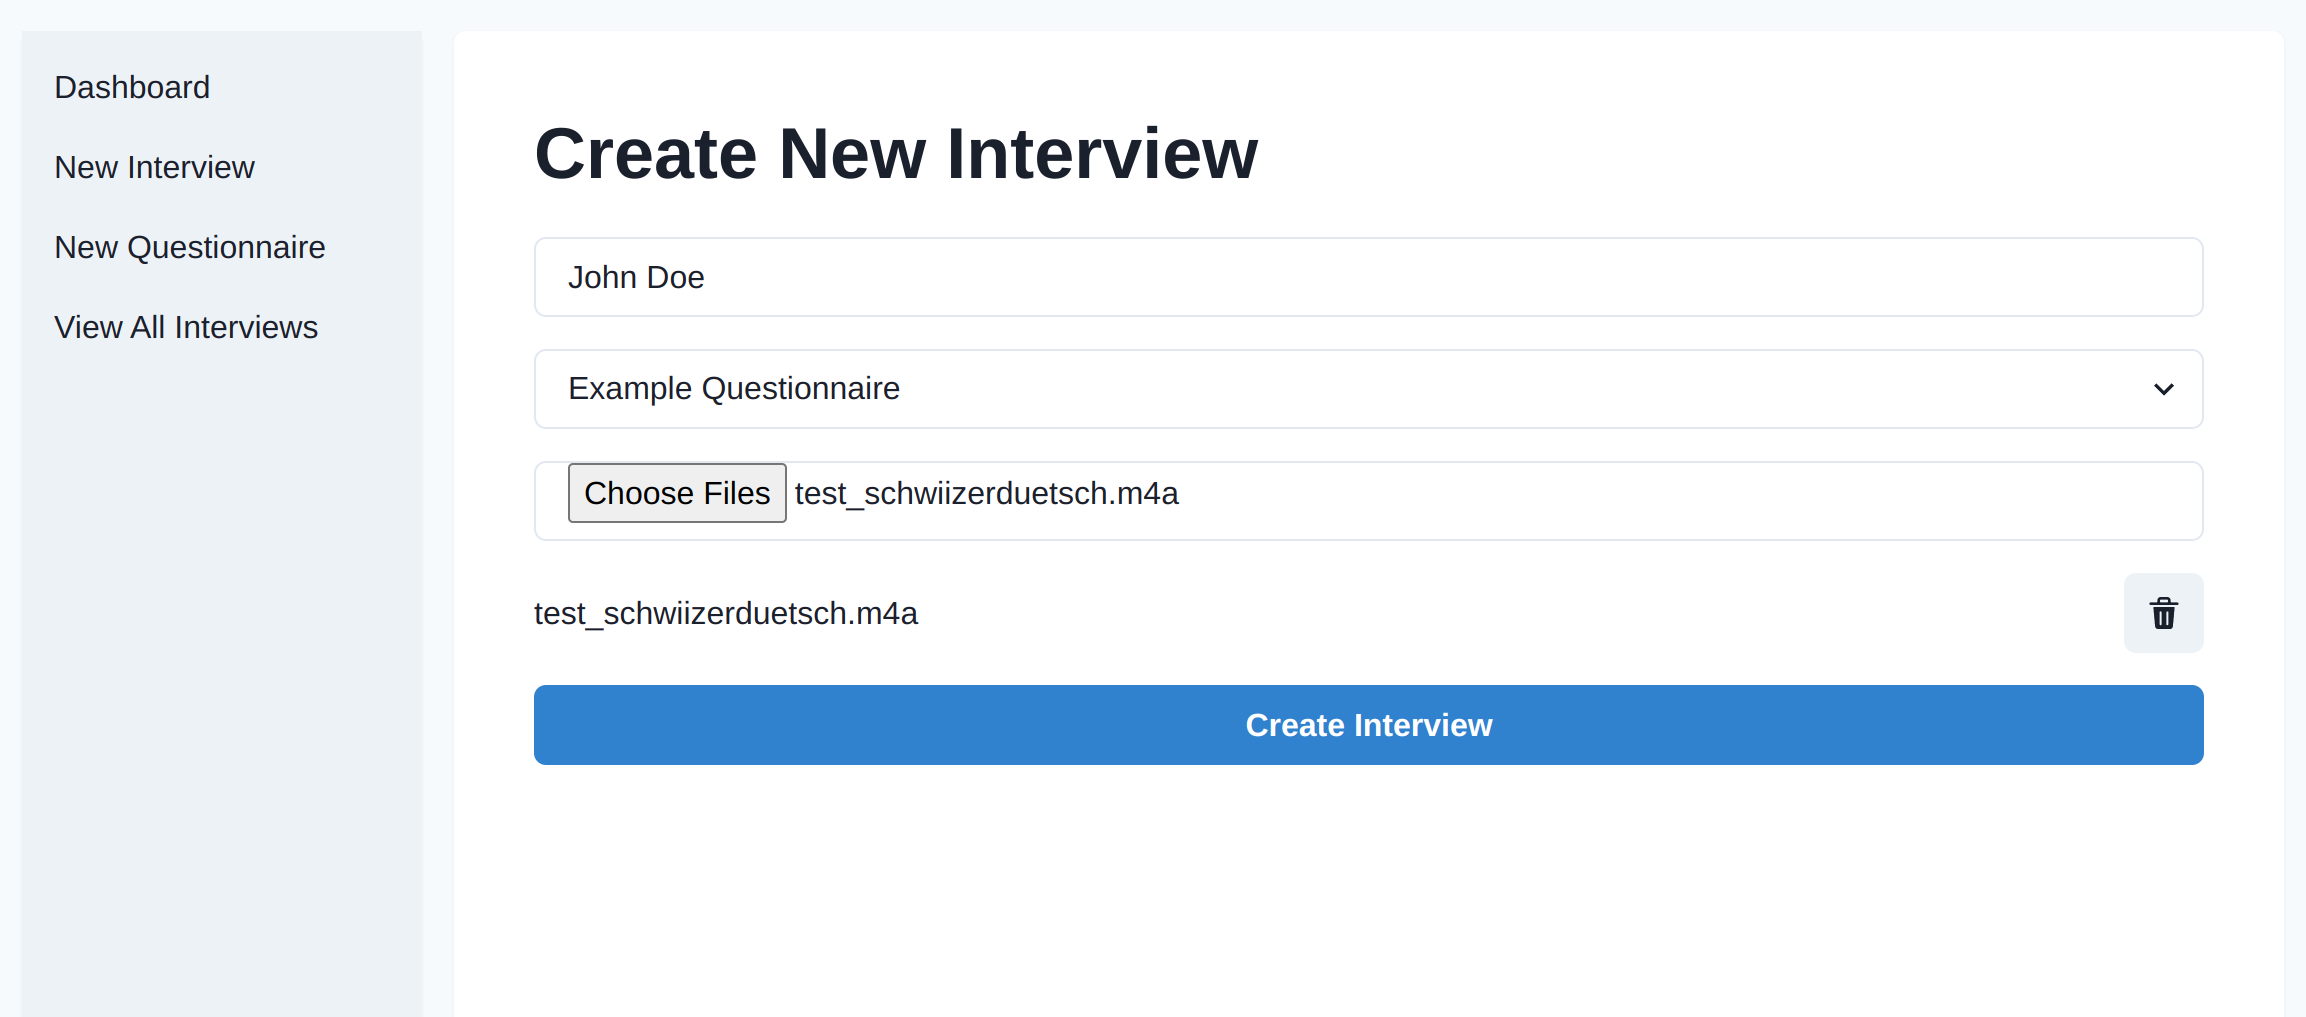 Dashboard
New Interview
New Questionnaire
View All Interviews
Create New Interview
John Doe
Example Questionnaire
Choose Files test_schwiizerduetsch.m4a
test_schwiizerduetsch.m4a
Create Interview